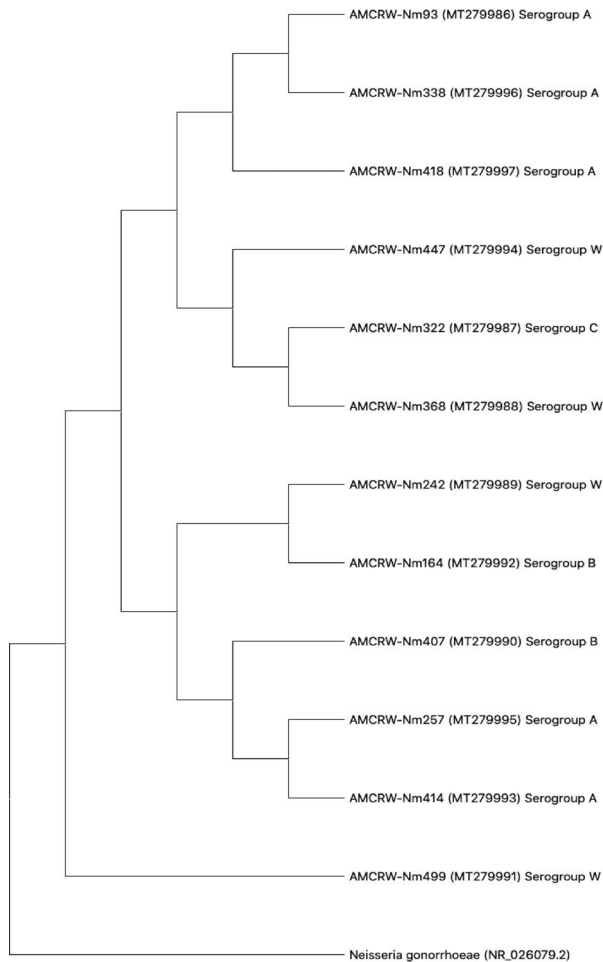 AMCRW-Nm93 (MT279986) Serogroup A
AMCRW-Nm338 (MT279996) Serogroup A
AMCRW-Nm418 (MT279997) Serogroup A
AMCRW-Nm447 (MT279994) Serogroup W
AMCRW-Nm322 (MT279987) Serogroup C
AMCRW-Nm368 (MT279988) Serogroup W
AMCRW-Nm242 (MT279989) Serogroup W
AMCRW-Nm164 (MT279992) Serogroup B
AMCRW-Nm407 (MT279990) Serogroup B
AMCRW-Nm257 (MT279995) Serogroup A
AMCRW-Nm414 (MT279993) Serogroup A
AMCRW-Nm499 (MT279991) Serogroup W
Neisseria gonorrhoeae (NR_026079.2)